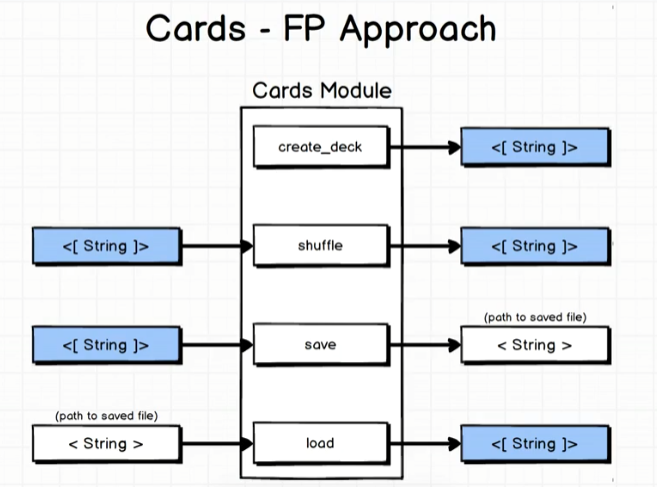 Cards - FP Approach
Cards Module
create_deck
<[ String ]>
<[ String ]>
shuffle
<[ String ]>
(path to saved file)
<[ String ]>
save
< String >
(path to saved file)
< String >
load
<[ String ]>